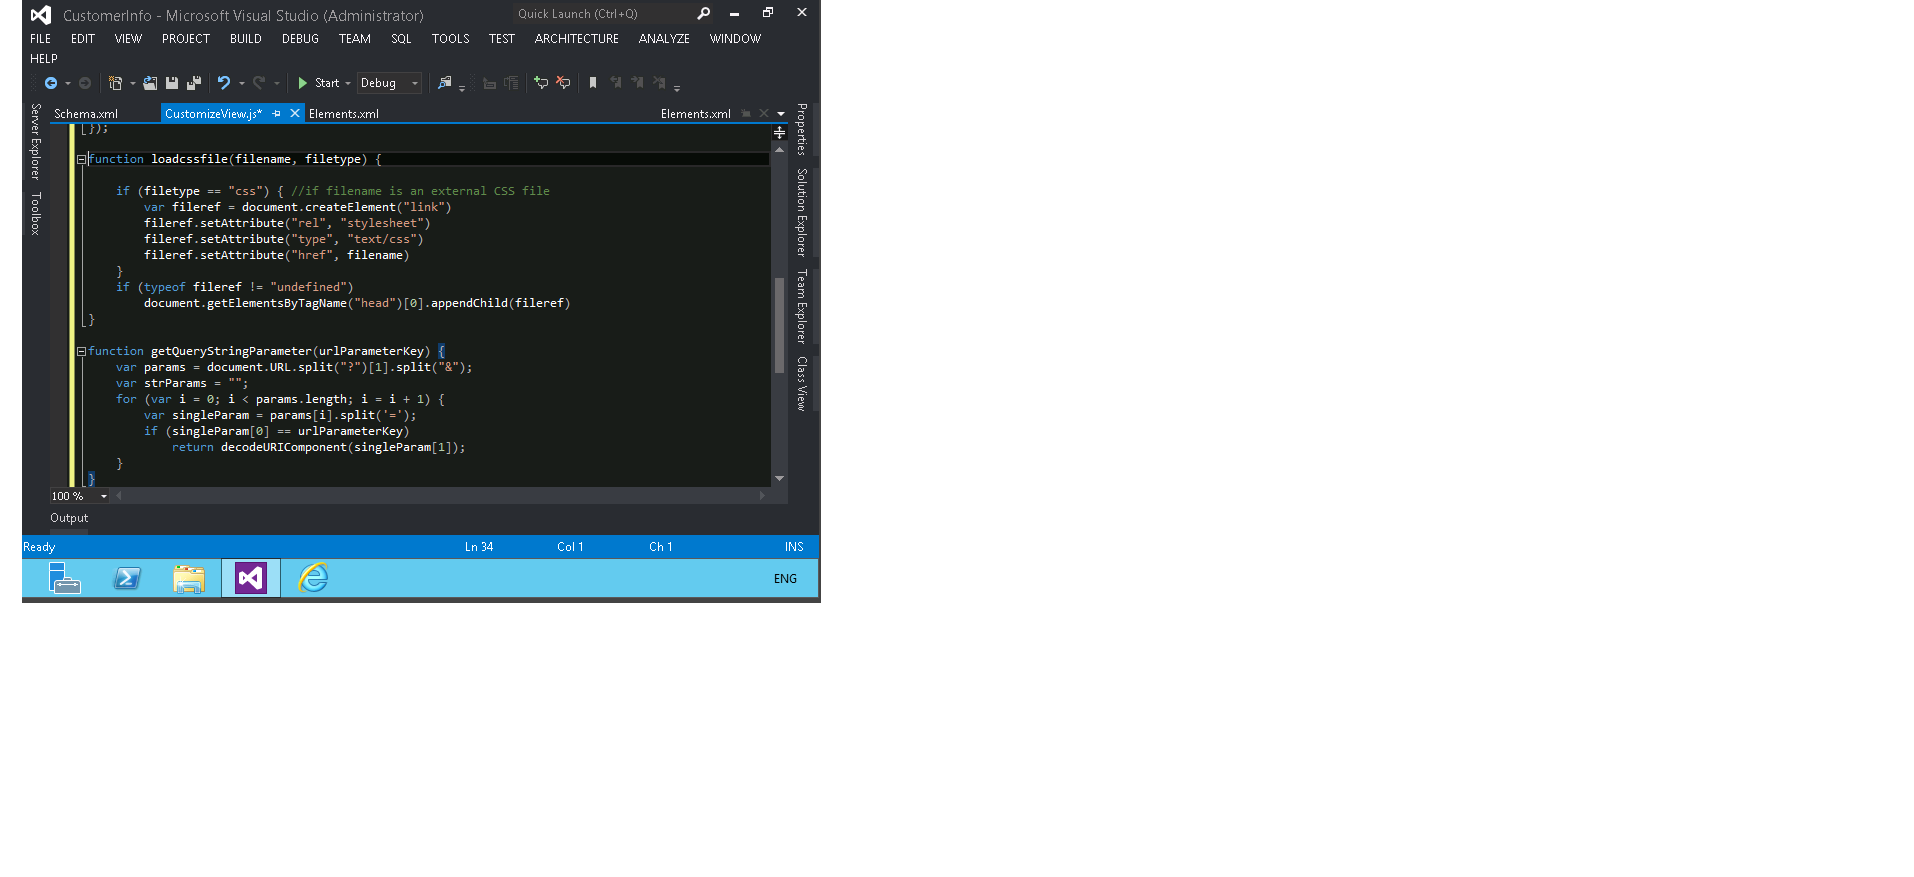 CustomerInfo - Microsoft Visual Studio (Administrator)
Quick Launch (Ctrl+Q)
FILE EDIT VIEW PROJECT BUILD DEBUG TEAM SQL TOOLS TEST ARCHITECTURE ANALYZE WINDOW
HELP
Start Debug
Server Explorer
Toolbox
Schema.xml CustomizeView.js* Elements.xml Elements.xml
});
function loadcssfile(filename, filetype) {
if (filetype == "css") { //if filename is an external CSS file
var fileref = document.createElement("link")
fileref.setAttribute("rel", "stylesheet")
fileref.setAttribute("type", "text/css")
fileref.setAttribute("href", filename)
}
if (typeof fileref != "undefined")
document.getElementsByTagName("head")[0].appendChild(fileref)
}
function getQueryStringParameter(urlParameterKey) {
var params = document.URL.split("?")[1].split("&");
var strParams = "";
for (var i = 0; i < params.length; i = i + 1) {
var singleParam = params[i].split('=');
if (singleParam[0] == urlParameterKey)
return decodeURIComponent(singleParam[1]);
}
}
Properties
Solution Explorer
Team Explorer
Class View
100 %
Output
Ready Ln 34 Col 1 Ch 1 INS
ENG